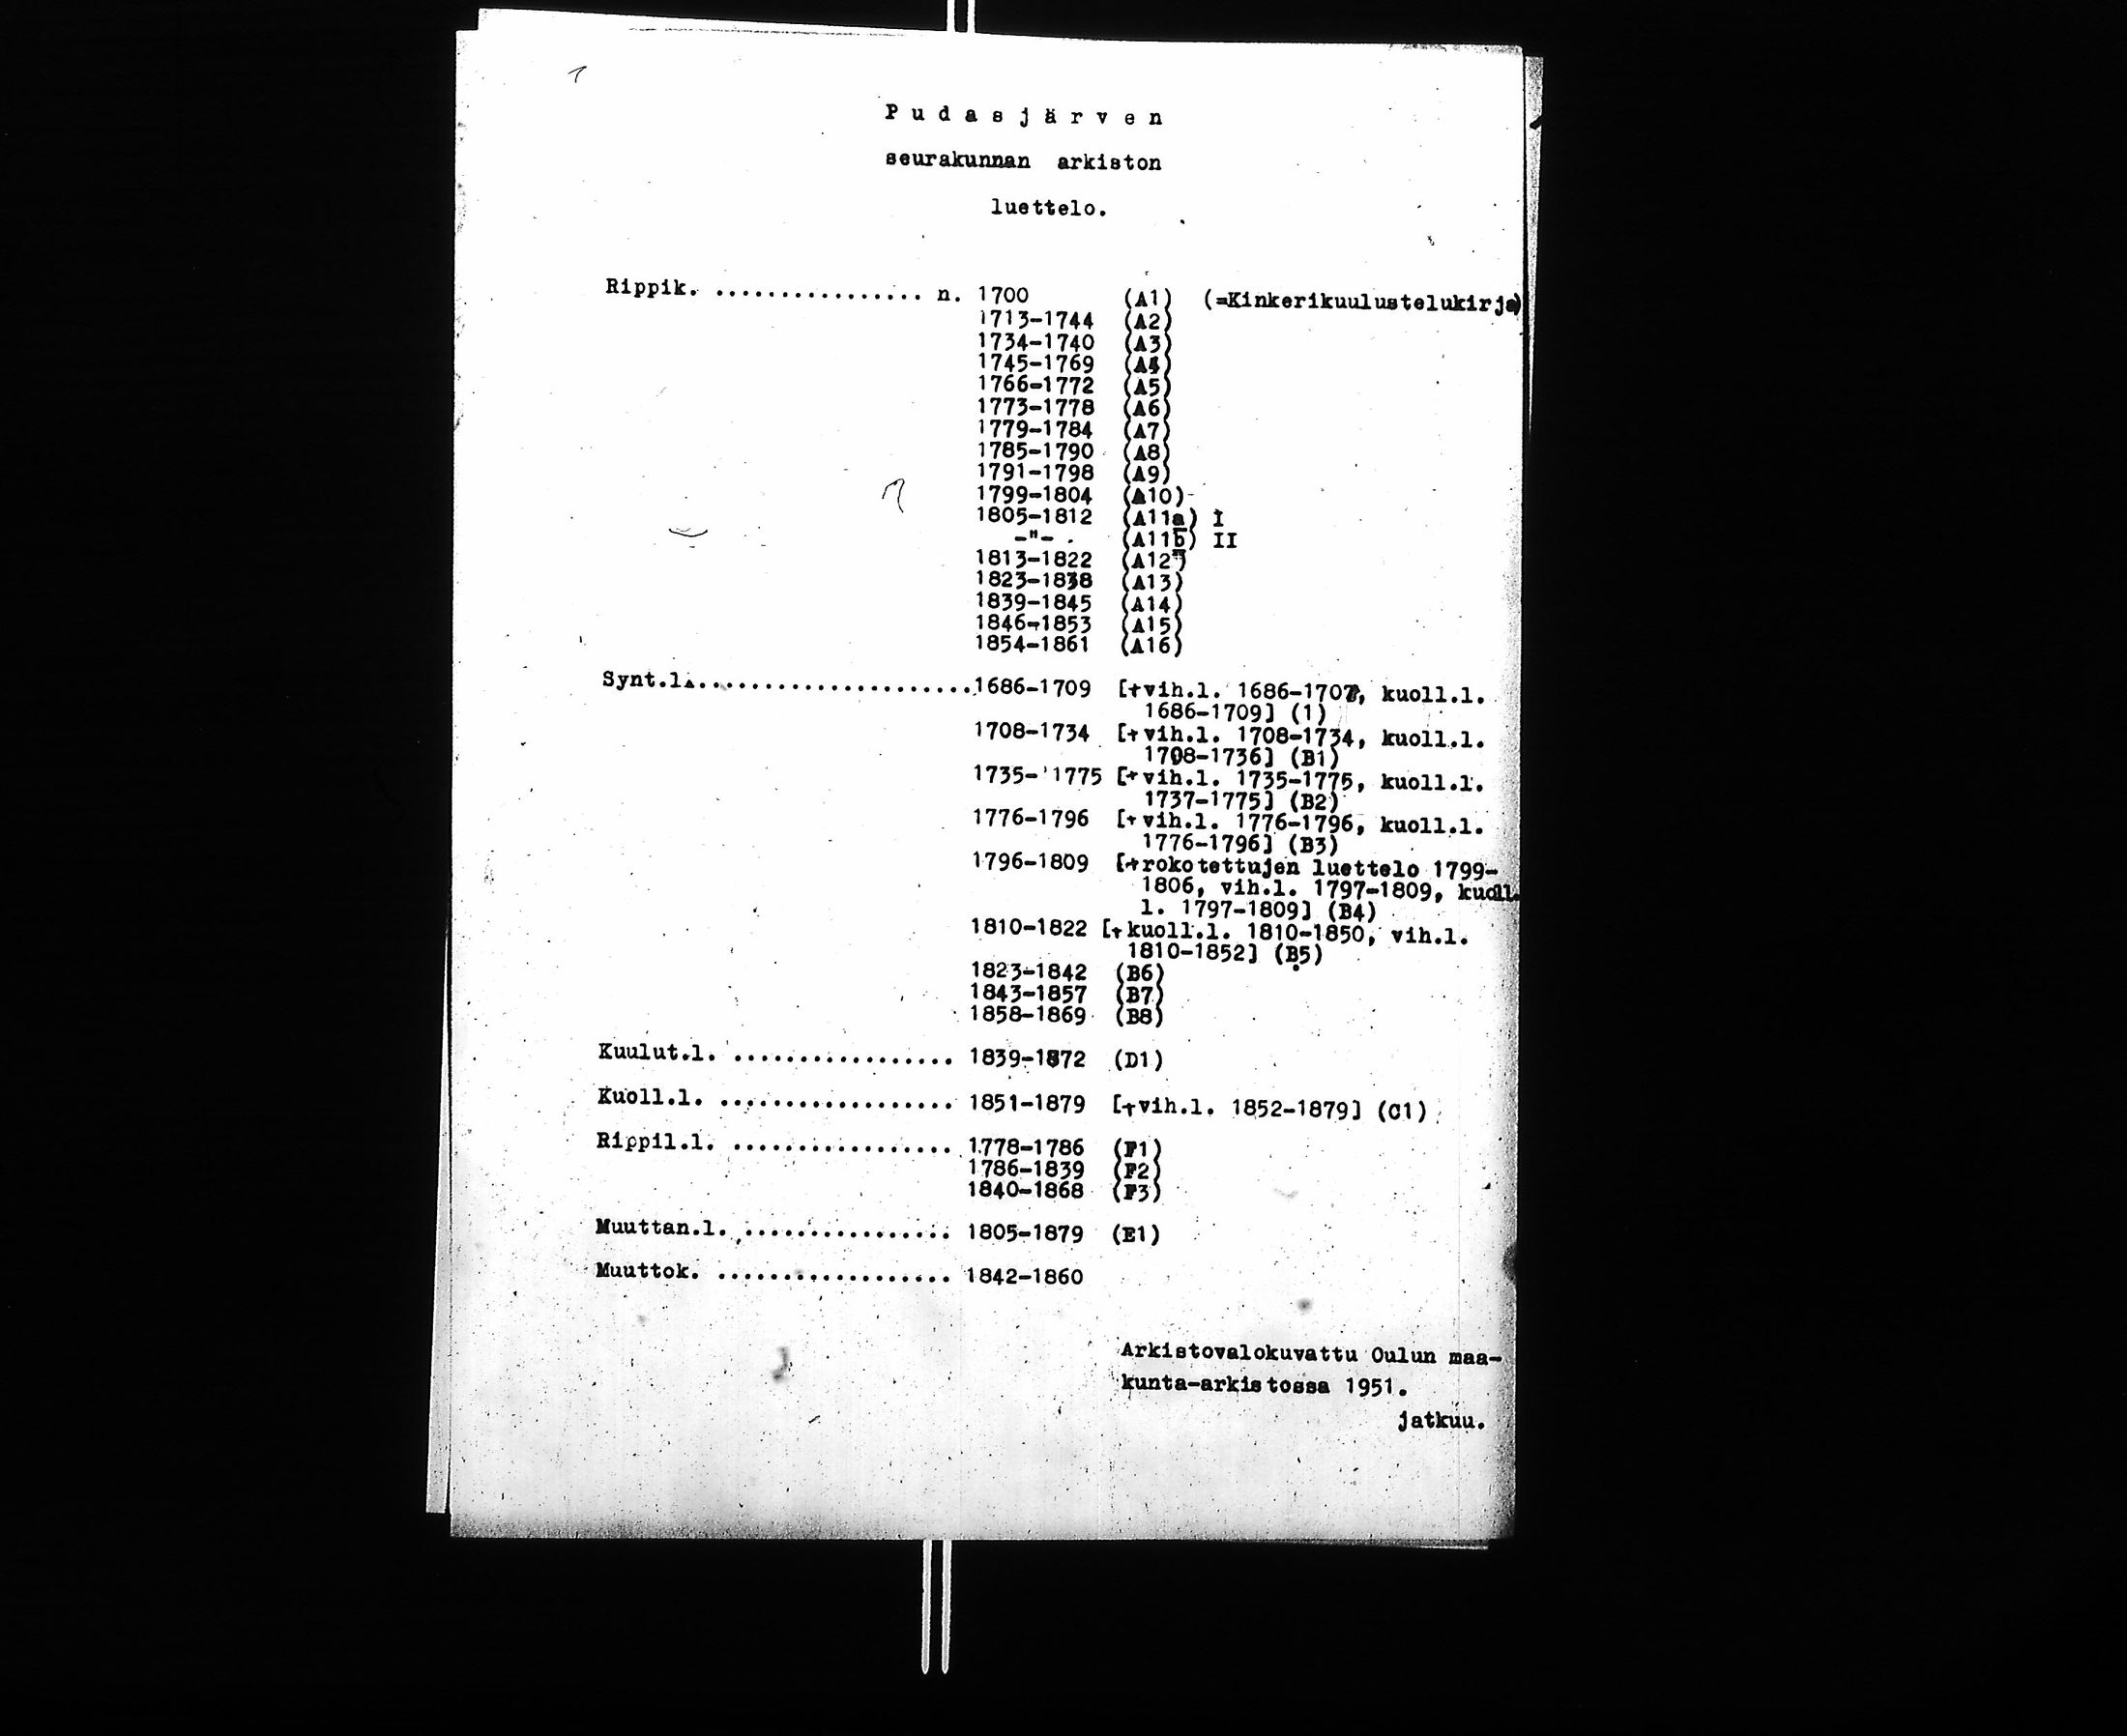 P u d a s j ä r v e n
seurakunnan arkiston
luettelo.
Rippik. ................ n. 1700 (A1) (=Kinkerikuulustelukirja)
1713-1744 (A2)
1734-1740 (A3)
1745-1769 (A4)
1766-1772 (A5)
1773-1778 (A6)
1779-1784 (A7)
1785-1790 (A8)
1791-1798 (A9)
1799-1804 (A10)
1805-1812 (A11a) I
-"- . (A11b) II
1813-1822 (A12)
1823-1838 (A13)
1839-1845 (A14)
1846-1853 (A15)
1854-1861 (A16)
Synt.l......................1686-1709 [+vih.l. 1686-1707, kuoll.l.
1686-1709] (1)
1708-1734 [+vih.l. 1708-1734, kuoll.l.
1708-1736] (B1)
1735-1775 [+vih.l. 1735-1775, kuoll.l.
1737-1775] (B2)
1776-1796 [+vih.l. 1776-1796, kuoll.l.
1776-1796] (B3)
1796-1809 [+rokotettujen luettelo 1799-
1806, vih.l. 1797-1809, kuoll.
l. 1797-1809] (B4)
1810-1822 [+kuoll.l. 1810-1850, vih.l.
1810-1852] (B5)
1823-1842 (B6)
1843-1857 (B7)
1858-1869 (B8)
Kuulut.l. ................. 1839-1872 (D1)
Kuoll.l. .................. 1851-1879 [+vih.l. 1852-1879] (C1)
Rippil.l. ................. 1778-1786 (F1)
1786-1839 (F2)
1840-1868 (F3)
Muuttan.l. ................ 1805-1879 (E1)
Muuttok. .................. 1842-1860
Arkistovalokuvattu Oulun maa-
kunta-arkistossa 1951.
jatkuu.